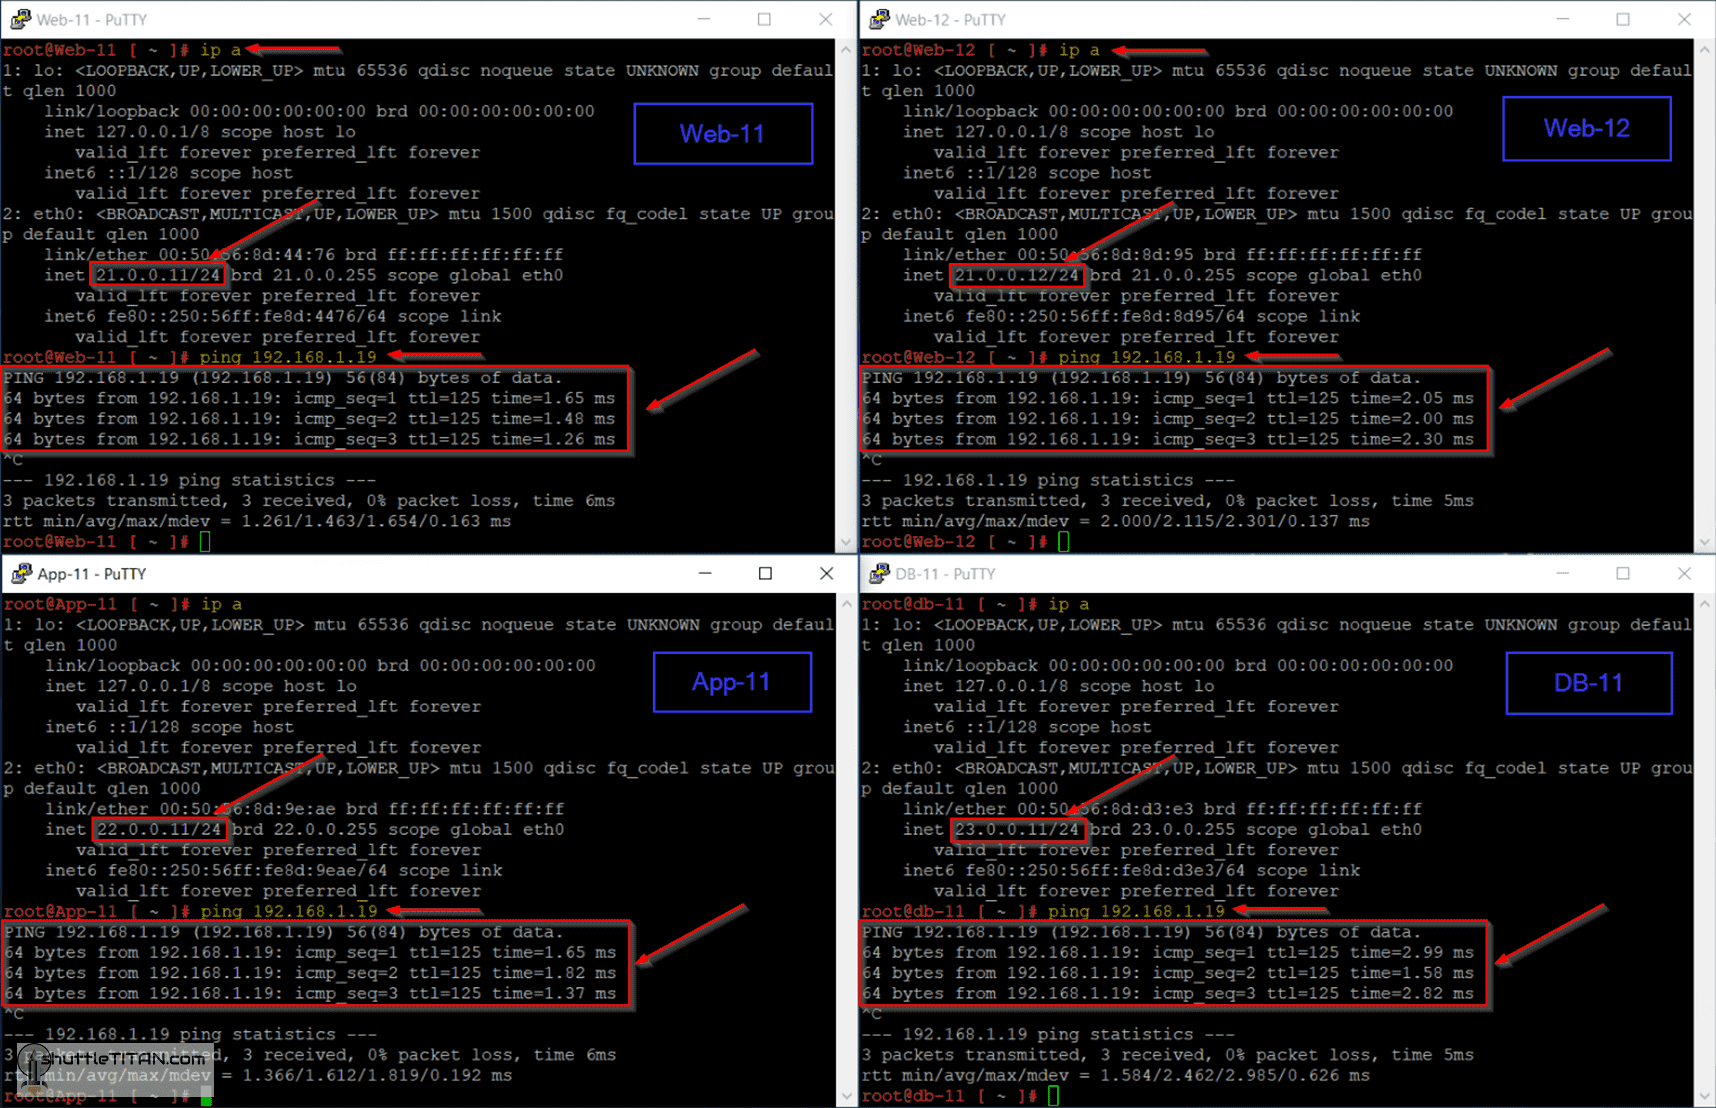 Web-11 - PuTTY
root@Web-11 [ ~ ]# ip a
1: lo: <LOOPBACK,UP,LOWER_UP> mtu 65536 qdisc noqueue state UNKNOWN group defaul
t qlen 1000
link/loopback 00:00:00:00:00:00 brd 00:00:00:00:00:00
inet 127.0.0.1/8 scope host lo
valid_lft forever preferred_lft forever
inet6 ::1/128 scope host
valid_lft forever preferred_lft forever
2: eth0: <BROADCAST,MULTICAST,UP,LOWER_UP> mtu 1500 qdisc fq_codel state UP grou
p default qlen 1000
link/ether 00:50:56:8d:44:76 brd ff:ff:ff:ff:ff:ff
inet 21.0.0.11/24 brd 21.0.0.255 scope global eth0
valid_lft forever preferred_lft forever
inet6 fe80::250:56ff:fe8d:4476/64 scope link
valid_lft forever preferred_lft forever
root@Web-11 [ ~ ]# ping 192.168.1.19
PING 192.168.1.19 (192.168.1.19) 56(84) bytes of data.
64 bytes from 192.168.1.19: icmp_seq=1 ttl=125 time=1.65 ms
64 bytes from 192.168.1.19: icmp_seq=2 ttl=125 time=1.48 ms
64 bytes from 192.168.1.19: icmp_seq=3 ttl=125 time=1.26 ms
^C
--- 192.168.1.19 ping statistics ---
3 packets transmitted, 3 received, 0% packet loss, time 6ms
rtt min/avg/max/mdev = 1.261/1.463/1.654/0.163 ms
root@Web-11 [ ~ ]#
Web-11
Web-12 - PuTTY
root@Web-12 [ ~ ]# ip a
1: lo: <LOOPBACK,UP,LOWER_UP> mtu 65536 qdisc noqueue state UNKNOWN group defaul
t qlen 1000
link/loopback 00:00:00:00:00:00 brd 00:00:00:00:00:00
inet 127.0.0.1/8 scope host lo
valid_lft forever preferred_lft forever
inet6 ::1/128 scope host
valid_lft forever preferred_lft forever
2: eth0: <BROADCAST,MULTICAST,UP,LOWER_UP> mtu 1500 qdisc fq_codel state UP grou
p default qlen 1000
link/ether 00:50:56:8d:8d:95 brd ff:ff:ff:ff:ff:ff
inet 21.0.0.12/24 brd 21.0.0.255 scope global eth0
valid_lft forever preferred_lft forever
inet6 fe80::250:56ff:fe8d:8d95/64 scope link
valid_lft forever preferred_lft forever
root@Web-12 [ ~ ]# ping 192.168.1.19
PING 192.168.1.19 (192.168.1.19) 56(84) bytes of data.
64 bytes from 192.168.1.19: icmp_seq=1 ttl=125 time=2.05 ms
64 bytes from 192.168.1.19: icmp_seq=2 ttl=125 time=2.00 ms
64 bytes from 192.168.1.19: icmp_seq=3 ttl=125 time=2.30 ms
^C
--- 192.168.1.19 ping statistics ---
3 packets transmitted, 3 received, 0% packet loss, time 5ms
rtt min/avg/max/mdev = 2.000/2.115/2.301/0.137 ms
root@Web-12 [ ~ ]#
Web-12
App-11 - PuTTY
root@App-11 [ ~ ]# ip a
1: lo: <LOOPBACK,UP,LOWER_UP> mtu 65536 qdisc noqueue state UNKNOWN group defaul
t qlen 1000
link/loopback 00:00:00:00:00:00 brd 00:00:00:00:00:00
inet 127.0.0.1/8 scope host lo
valid_lft forever preferred_lft forever
inet6 ::1/128 scope host
valid_lft forever preferred_lft forever
2: eth0: <BROADCAST,MULTICAST,UP,LOWER_UP> mtu 1500 qdisc fq_codel state UP grou
p default qlen 1000
link/ether 00:50:56:8d:9e:ae brd ff:ff:ff:ff:ff:ff
inet 22.0.0.11/24 brd 22.0.0.255 scope global eth0
valid_lft forever preferred_lft forever
inet6 fe80::250:56ff:fe8d:9eae/64 scope link
valid_lft forever preferred_lft forever
root@App-11 [ ~ ]# ping 192.168.1.19
PING 192.168.1.19 (192.168.1.19) 56(84) bytes of data.
64 bytes from 192.168.1.19: icmp_seq=1 ttl=125 time=1.65 ms
64 bytes from 192.168.1.19: icmp_seq=2 ttl=125 time=1.82 ms
64 bytes from 192.168.1.19: icmp_seq=3 ttl=125 time=1.37 ms
^C
--- 192.168.1.19 ping statistics ---
3 packets transmitted, 3 received, 0% packet loss, time 6ms
rtt min/avg/max/mdev = 1.366/1.612/1.819/0.192 ms
root@App-11 [ ~ ]#
App-11
shuttleTITAN.com
DB-11 - PuTTY
root@db-11 [ ~ ]# ip a
1: lo: <LOOPBACK,UP,LOWER_UP> mtu 65536 qdisc noqueue state UNKNOWN group defaul
t qlen 1000
link/loopback 00:00:00:00:00:00 brd 00:00:00:00:00:00
inet 127.0.0.1/8 scope host lo
valid_lft forever preferred_lft forever
inet6 ::1/128 scope host
valid_lft forever preferred_lft forever
2: eth0: <BROADCAST,MULTICAST,UP,LOWER_UP> mtu 1500 qdisc fq_codel state UP grou
p default qlen 1000
link/ether 00:50:56:8d:d3:e3 brd ff:ff:ff:ff:ff:ff
inet 23.0.0.11/24 brd 23.0.0.255 scope global eth0
valid_lft forever preferred_lft forever
inet6 fe80::250:56ff:fe8d:d3e3/64 scope link
valid_lft forever preferred_lft forever
root@db-11 [ ~ ]# ping 192.168.1.19
PING 192.168.1.19 (192.168.1.19) 56(84) bytes of data.
64 bytes from 192.168.1.19: icmp_seq=1 ttl=125 time=2.99 ms
64 bytes from 192.168.1.19: icmp_seq=2 ttl=125 time=1.58 ms
64 bytes from 192.168.1.19: icmp_seq=3 ttl=125 time=2.82 ms
^C
--- 192.168.1.19 ping statistics ---
3 packets transmitted, 3 received, 0% packet loss, time 5ms
rtt min/avg/max/mdev = 1.584/2.462/2.985/0.626 ms
root@db-11 [ ~ ]#
DB-11